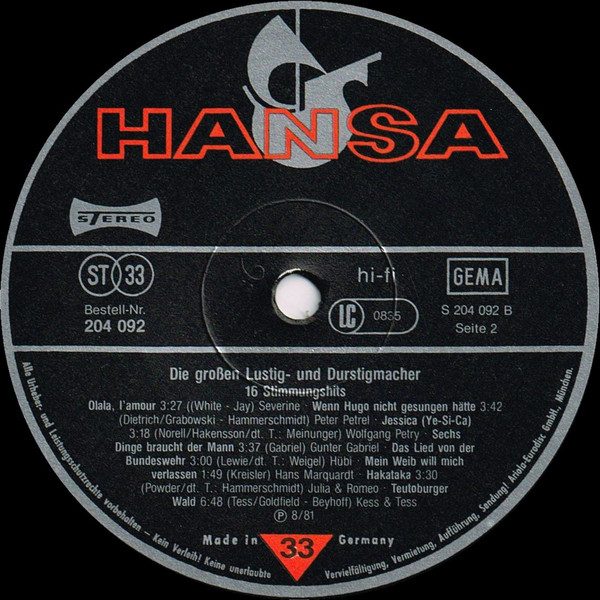 HANSA
STEREO
ST 33
hi-fi
GEMA
Bestell-Nr.
204 092
LC 0835
S 204 092 B
Seite 2
Die großen Lustig- und Durstigmacher
16 Stimmungshits
Olala, l'amour 3:27 ((White - Jay) Severine · Wenn Hugo nicht gesungen hätte 3:42
(Dietrich/Grabowski - Hammerschmidt) Peter Petrel · Jessica (Ye-Si-Ca)
3:18 (Norell/Hakensson/dt. T.: Meinunger) Wolfgang Petry · Sechs
Dinge braucht der Mann 3:37 (Gabriel) Gunter Gabriel · Das Lied von der
Bundeswehr 3:00 (Lewie/dt. T.: Weigel) Hübi · Mein Weib will mich
verlassen 1:49 (Kreisler) Hans Marquardt · Hakataka 3:30
(Powder/dt. T.: Hammerschmidt) Julia & Romeo · Teutoburger
Wald 6:48 (Tess/Goldfield - Beyhoff) Kess & Tess
Ⓟ 8/81
Made in 33 Germany
Alle Urheber- und Leistungsschutzrechte vorbehalten – Kein Verleih! Keine unerlaubte Vervielfältigung, Vermietung, Aufführung, Sendung! Ariola-Eurodisc GmbH., München.